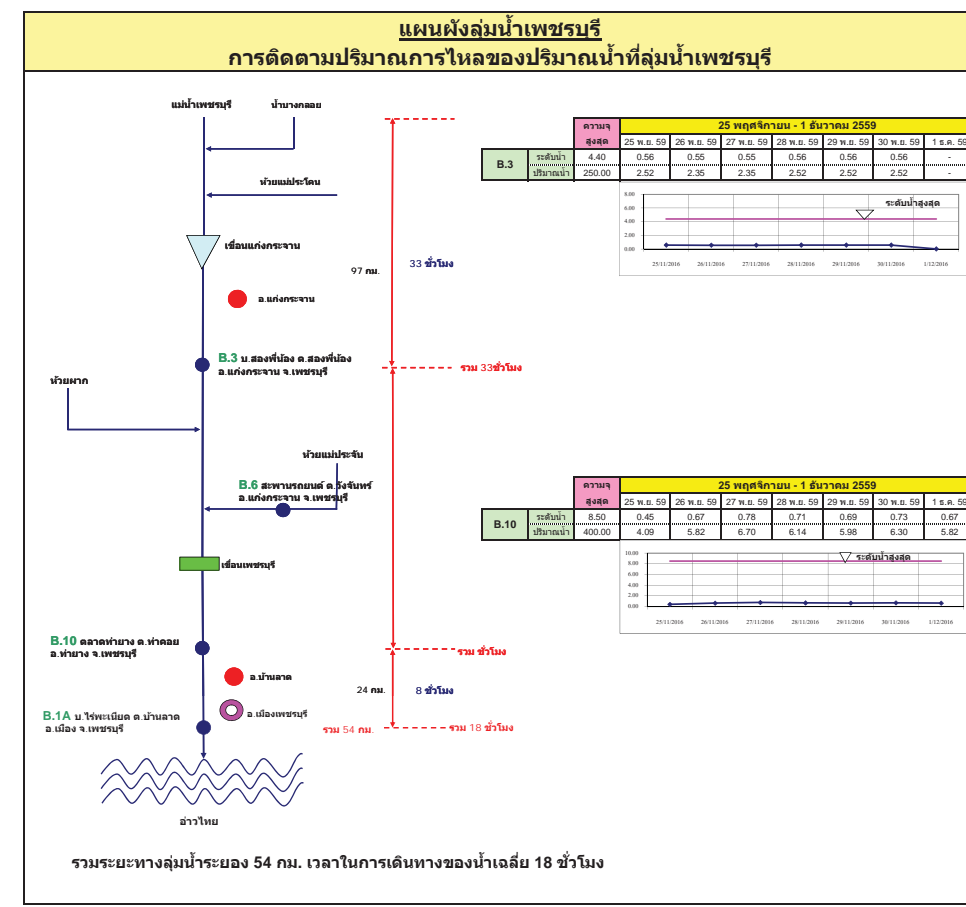 แผนผังลุ่มน้ำเพชรบุรี
การติดตามปริมาณการไหลของปริมาณน้ำที่ลุ่มน้ำเพชรบุรี
แม่น้ำเพชรบุรี น้ำบางกลอย
ห้วยแม่ประโดน
เขื่อนแก่งกระจาน
97 กม. 33 ชั่วโมง
อ.แก่งกระจาน
B.3 บ.สองพี่น้อง ต.สองพี่น้อง
อ.แก่งกระจาน จ.เพชรบุรี
รวม 33ชั่วโมง
ห้วยผาก
ห้วยแม่ประจัน
B.6 สะพานรถยนต์ ต.วังจันทร์
อ.แก่งกระจาน จ.เพชรบุรี
เขื่อนเพชรบุรี
B.10 ตลาดท่ายาง ต.ท่าคอย
อ.ท่ายาง จ.เพชรบุรี
รวม ชั่วโมง
อ.บ้านลาด
24 กม. 8 ชั่วโมง
อ.เมืองเพชรบุรี
B.1A บ.ไร่พะเนียด ต.บ้านลาด
อ.เมือง จ.เพชรบุรี
รวม 54 กม. รวม 18 ชั่วโมง
อ่าวไทย
รวมระยะทางลุ่มน้ำระยอง 54 กม. เวลาในการเดินทางของน้ำเฉลี่ย 18 ชั่วโมง
ความจุ 25 พฤศจิกายน - 1 ธันวาคม 2559
สูงสุด 25 พ.ย. 59 26 พ.ย. 59 27 พ.ย. 59 28 พ.ย. 59 29 พ.ย. 59 30 พ.ย. 59 1 ธ.ค. 59
B.3
ระดับน้ำ 4.40 0.56 0.55 0.55 0.56 0.56 0.56 -
ปริมาณน้ำ 250.00 2.52 2.35 2.35 2.52 2.52 2.52 -
8.00
6.00
4.00
2.00
0.00
ระดับน้ำสูงสุด
25/11/2016 26/11/2016 27/11/2016 28/11/2016 29/11/2016 30/11/2016 1/12/2016
ความจุ 25 พฤศจิกายน - 1 ธันวาคม 2559
สูงสุด 25 พ.ย. 59 26 พ.ย. 59 27 พ.ย. 59 28 พ.ย. 59 29 พ.ย. 59 30 พ.ย. 59 1 ธ.ค. 59
B.10
ระดับน้ำ 8.50 0.45 0.67 0.78 0.71 0.69 0.73 0.67
ปริมาณน้ำ 400.00 4.09 5.82 6.70 6.14 5.98 6.30 5.82
10.00
8.00
6.00
4.00
2.00
0.00
ระดับน้ำสูงสุด
25/11/2016 26/11/2016 27/11/2016 28/11/2016 29/11/2016 30/11/2016 1/12/2016